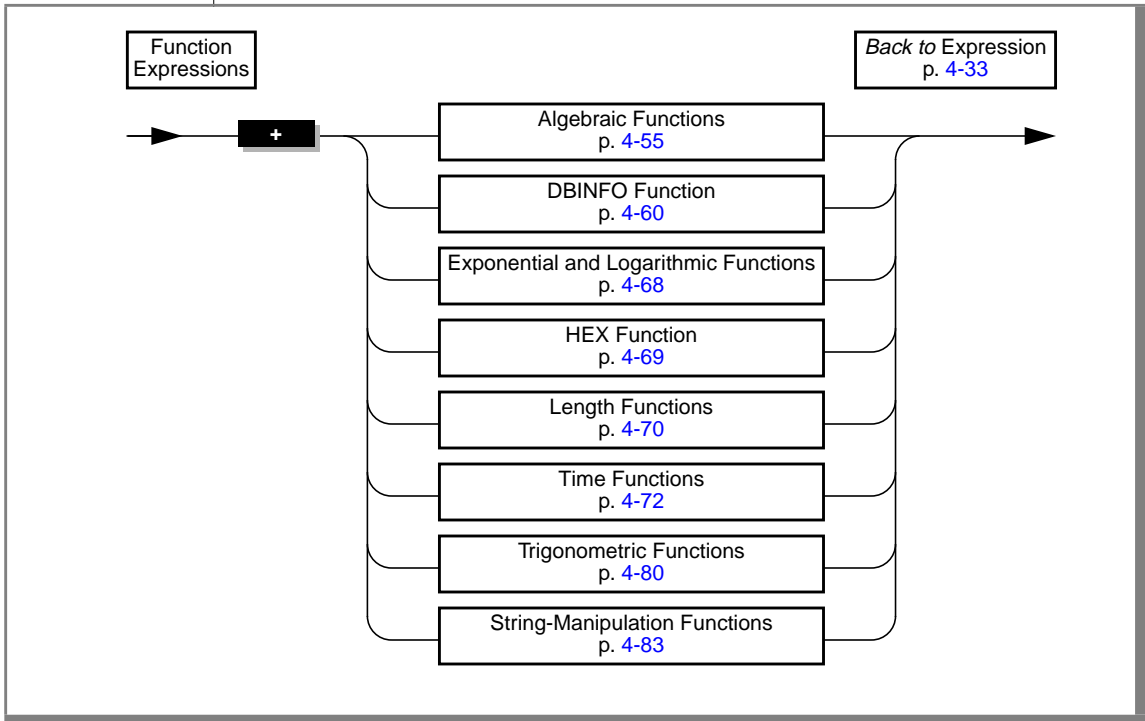 Function
Expressions
Back to Expression
p. 4-33
+
Algebraic Functions
p. 4-55
DBINFO Function
p. 4-60
Exponential and Logarithmic Functions
p. 4-68
HEX Function
p. 4-69
Length Functions
p. 4-70
Time Functions
p. 4-72
Trigonometric Functions
p. 4-80
String-Manipulation Functions
p. 4-83